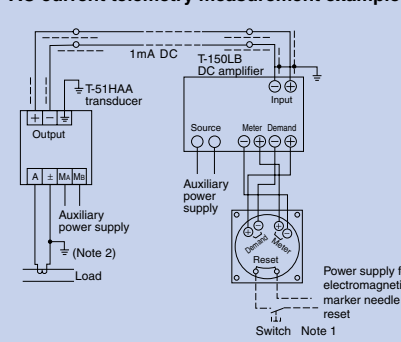 AC current telemetry measurement example
1mA DC
T-51HAA
transducer
+ −
Output
A ± MA MB
Auxiliary
power supply
(Note 2)
Load
T-150LB
DC amplifier
− +
Input
Source Meter Demand
− + − +
Auxiliary
power
supply
+ − + −
Demand Meter
Reset
Power supply f
electromagneti
marker needle
reset
Switch Note 1